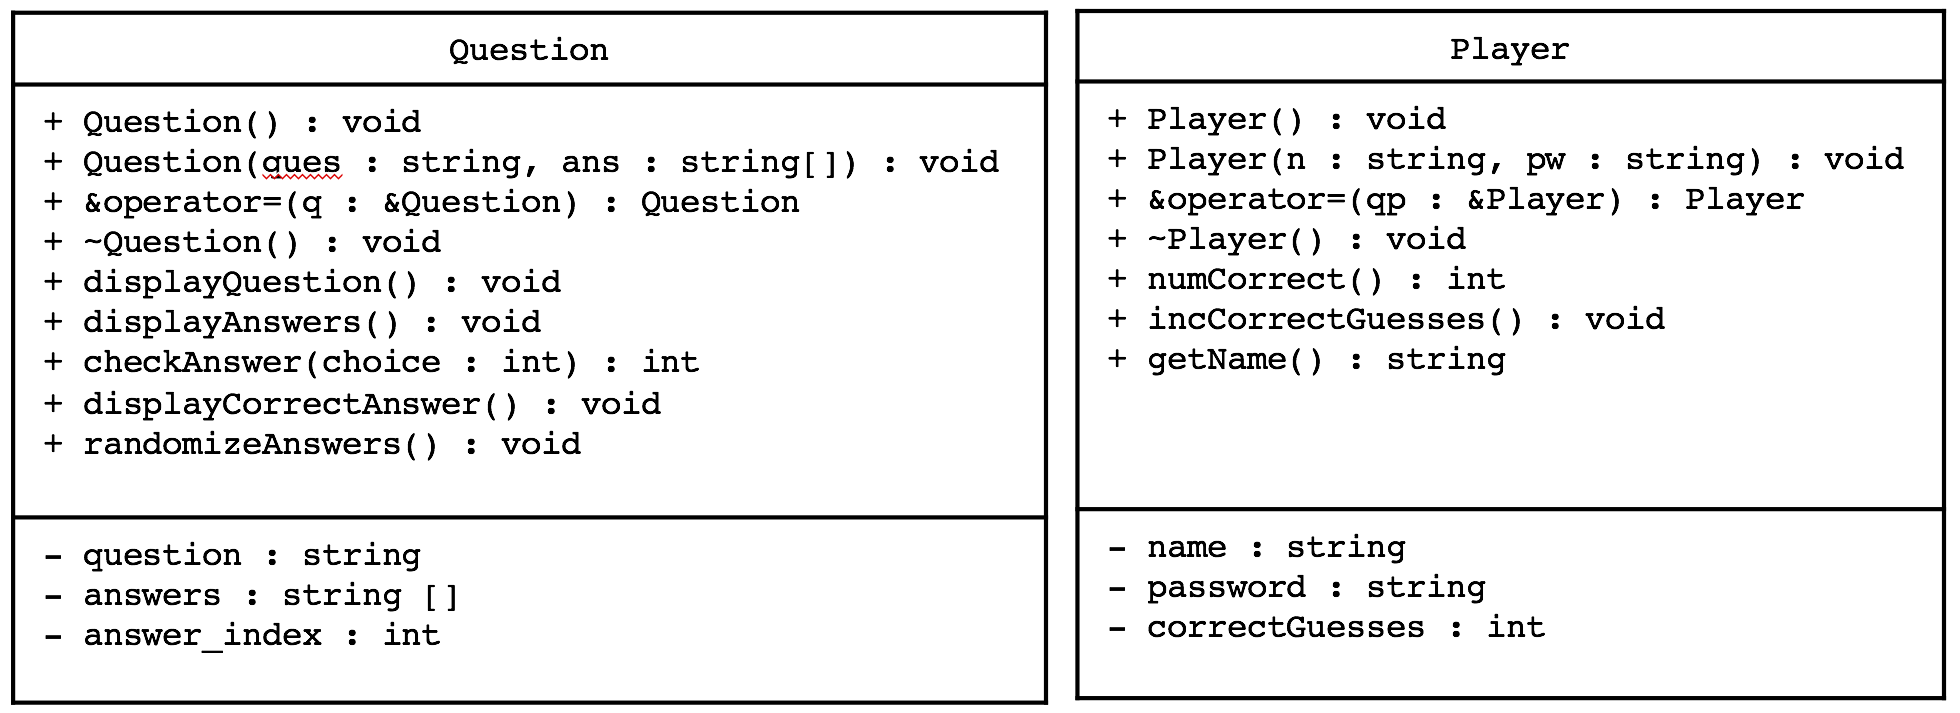 Question
+ Question() : void
+ Question(ques : string, ans : string[]) : void
+ &operator=(q : &Question) : Question
+ ~Question() : void
+ displayQuestion() : void
+ displayAnswers() : void
+ checkAnswer(choice : int) : int
+ displayCorrectAnswer() : void
+ randomizeAnswers() : void
- question : string
- answers : string []
- answer_index : int
Player
+ Player() : void
+ Player(n : string, pw : string) : void
+ &operator=(qp : &Player) : Player
+ ~Player() : void
+ numCorrect() : int
+ incCorrectGuesses() : void
+ getName() : string
- name : string
- password : string
- correctGuesses : int